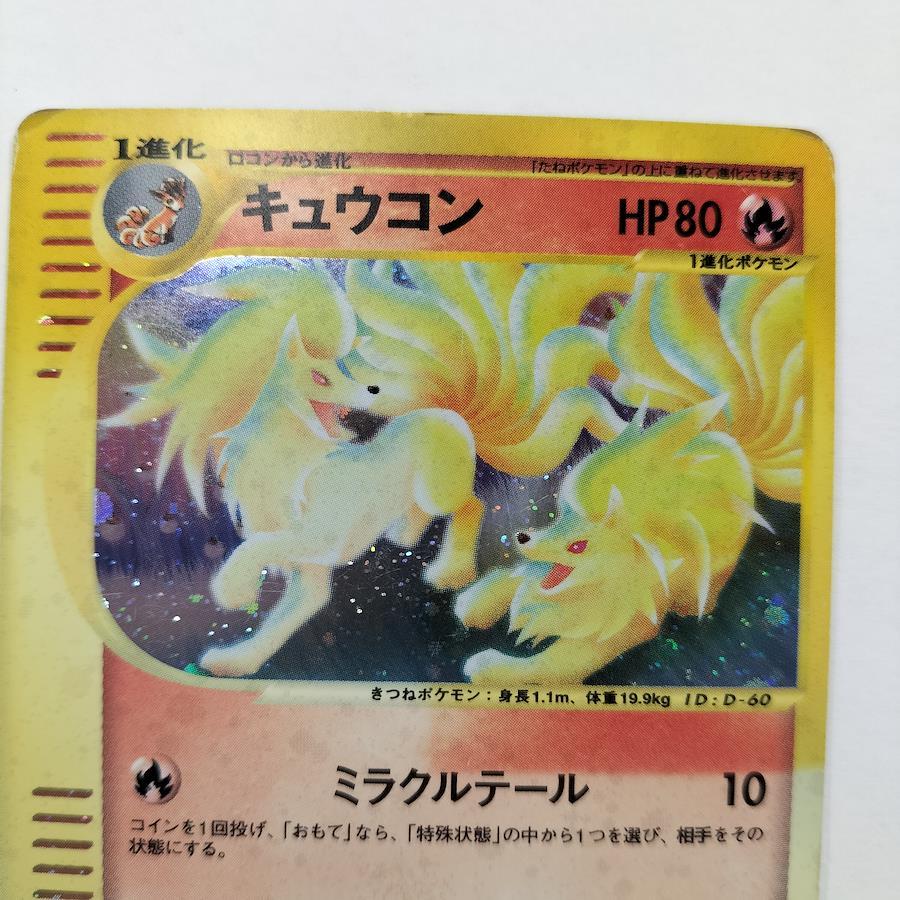 1進化
ロコンから進化
「たねポケモン」の上に重ねて進化させます。
キュウコン
HP80
1進化ポケモン
きつねポケモン：身長1.1m、体重19.9kg ID：D-60
ミラクルテール 10
コインを1回投げ、「おもて」なら、「特殊状態」の中から1つを選び、相手をその
状態にする。